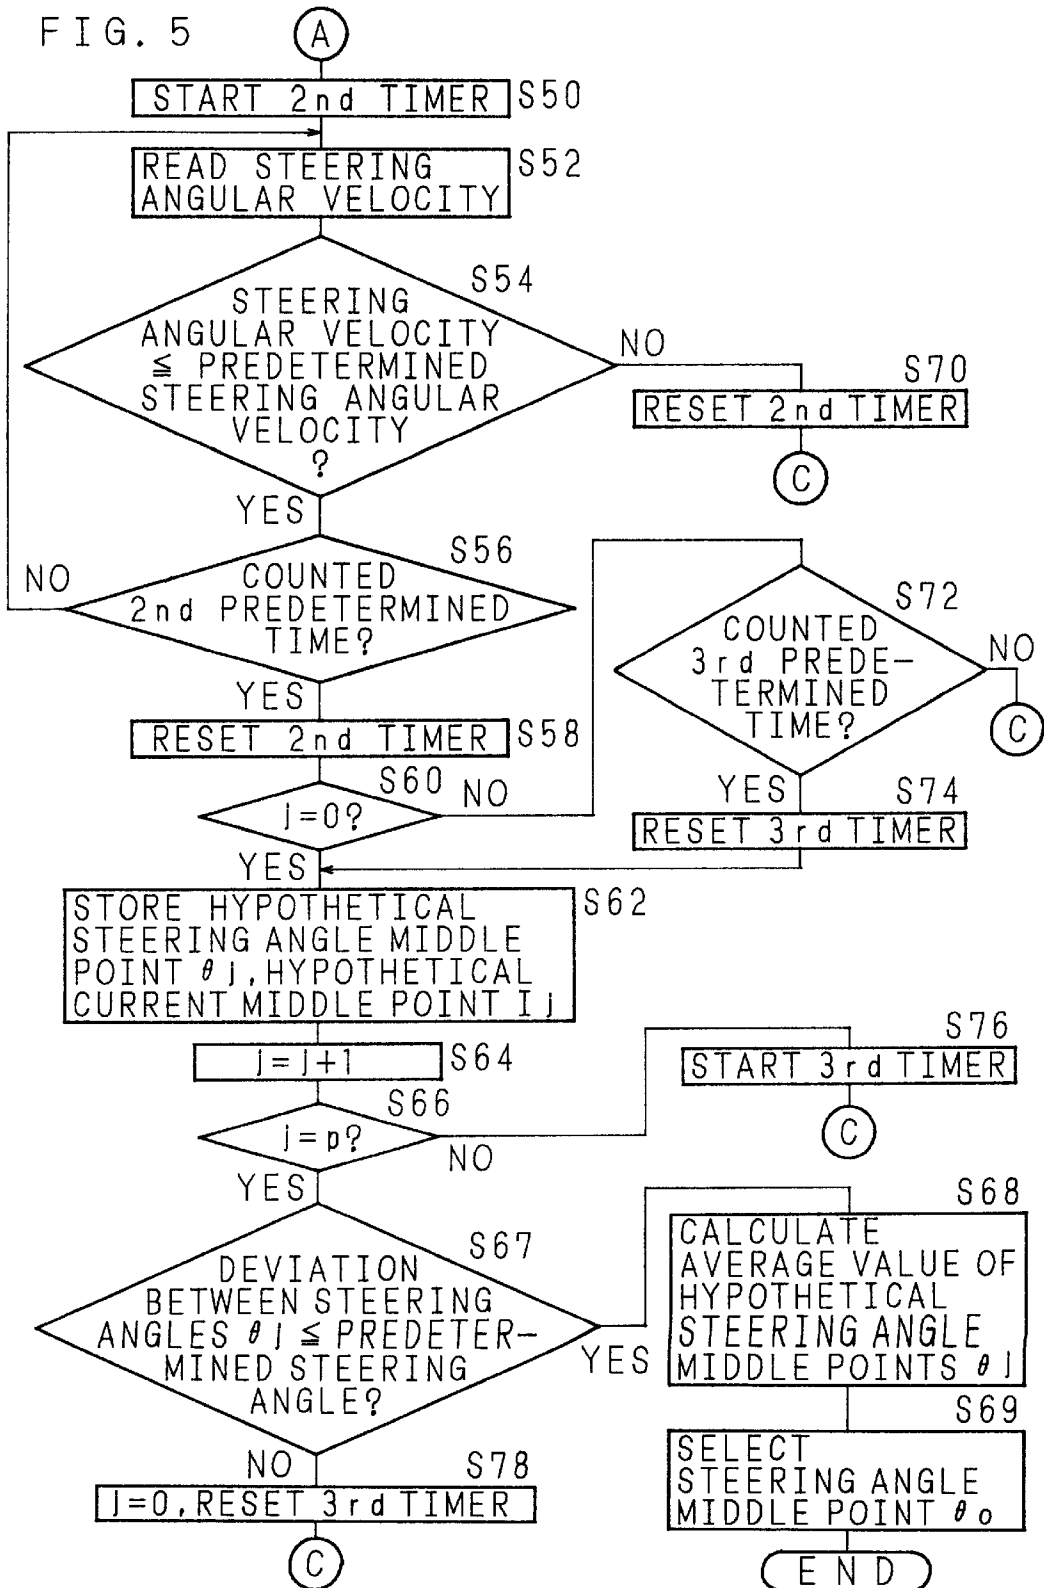 FIG. 5
A
START 2nd TIMER
S50
READ STEERING
ANGULAR VELOCITY
S52
S54
STEERING
ANGULAR VELOCITY
≦ PREDETERMINED
STEERING ANGULAR
VELOCITY
?
NO
S70
RESET 2nd TIMER
C
YES
S56
NO
COUNTED
2nd PREDETERMINED
TIME?
S72
COUNTED
3rd PREDE-
TERMINED
TIME?
NO
C
YES
RESET 2nd TIMER
S58
S60
j=0?
NO
YES
S74
RESET 3rd TIMER
YES
STORE HYPOTHETICAL
STEERING ANGLE MIDDLE
POINT θj, HYPOTHETICAL
CURRENT MIDDLE POINT Ij
S62
j=j+1
S64
S76
START 3rd TIMER
C
S66
j=p?
NO
YES
S67
DEVIATION
BETWEEN STEERING
ANGLES θj ≦ PREDETER-
MINED STEERING
ANGLE?
YES
S68
CALCULATE
AVERAGE VALUE OF
HYPOTHETICAL
STEERING ANGLE
MIDDLE POINTS θj
S69
SELECT
STEERING ANGLE
MIDDLE POINT θo
END
NO
S78
j=0, RESET 3rd TIMER
C